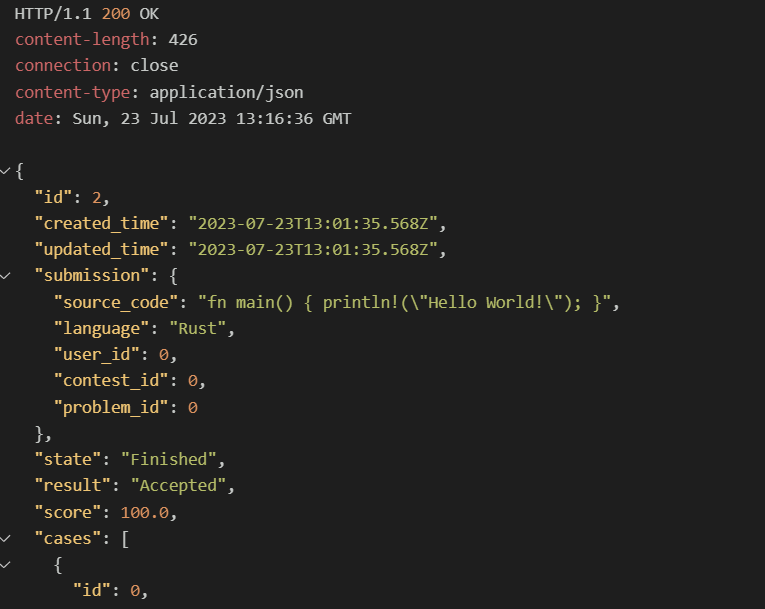 HTTP/1.1 200 OK
content-length: 426
connection: close
content-type: application/json
date: Sun, 23 Jul 2023 13:16:36 GMT
{
"id": 2,
"created_time": "2023-07-23T13:01:35.568Z",
"updated_time": "2023-07-23T13:01:35.568Z",
"submission": {
"source_code": "fn main() { println!(\"Hello World!\"); }",
"language": "Rust",
"user_id": 0,
"contest_id": 0,
"problem_id": 0
},
"state": "Finished",
"result": "Accepted",
"score": 100.0,
"cases": [
{
"id": 0,